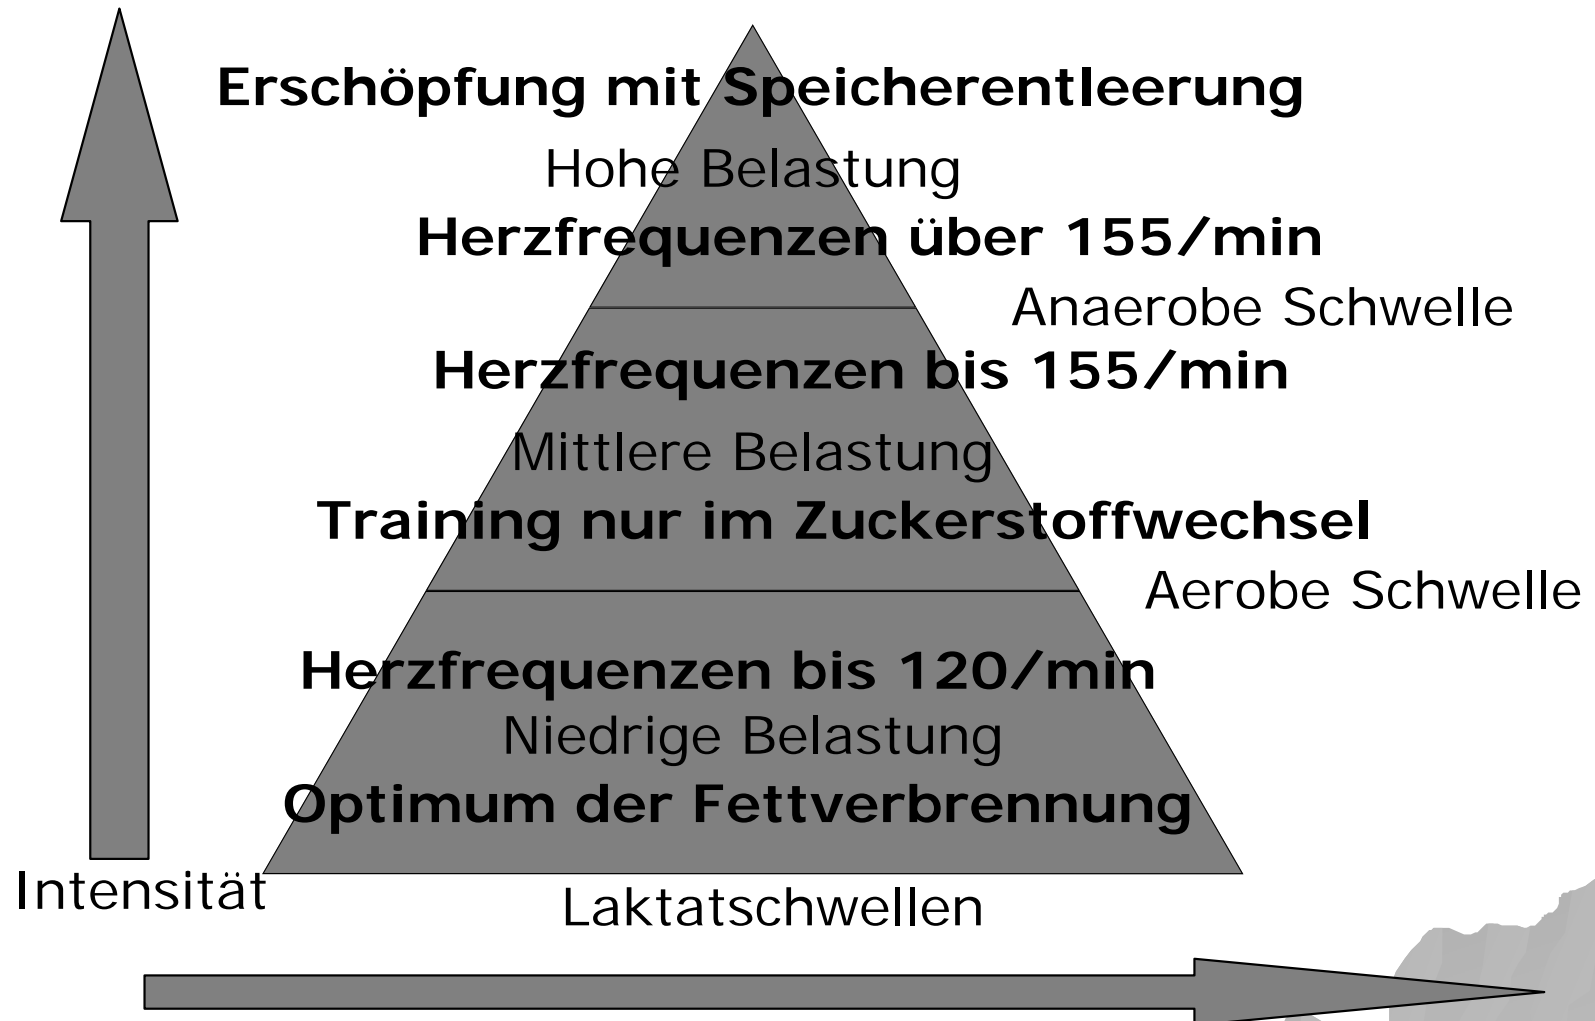 Erschöpfung mit Speicherentleerung
Hohe Belastung
Herzfrequenzen über 155/min
Anaerobe Schwelle
Herzfrequenzen bis 155/min
Mittlere Belastung
Training nur im Zuckerstoffwechsel
Aerobe Schwelle
Herzfrequenzen bis 120/min
Niedrige Belastung
Optimum der Fettverbrennung
Intensität
Laktatschwellen